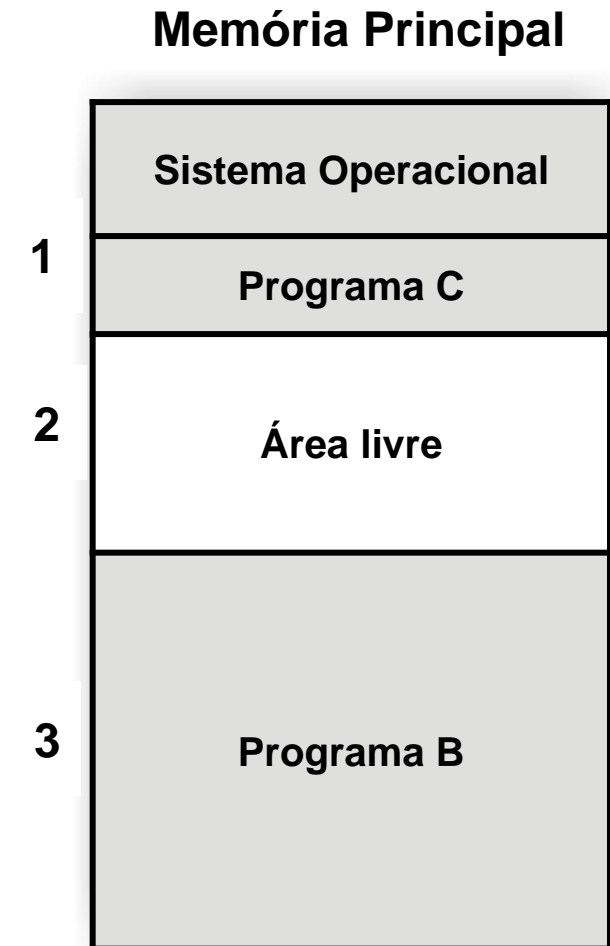 Memória Principal
Sistema Operacional
1
Programa C
2
Área livre
3
Programa B